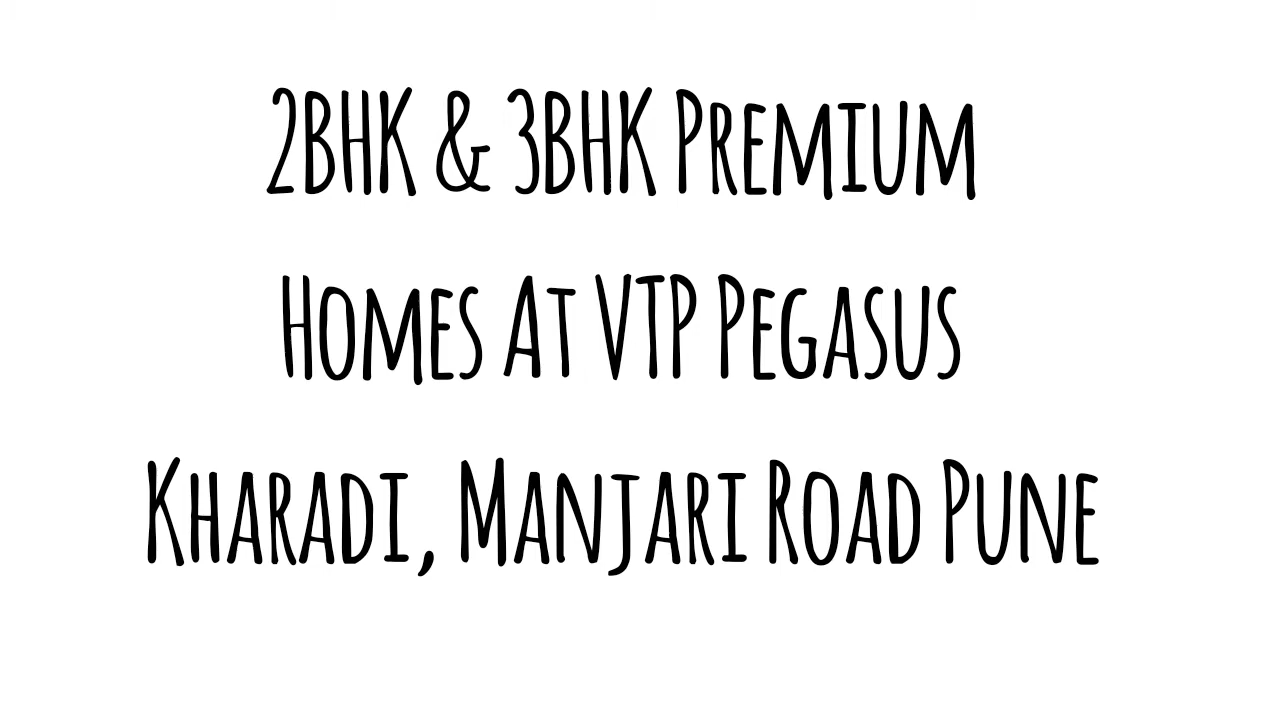 2BHK & 3BHK Premium
Homes At VTP Pegasus
Kharadi, Manjari Road Pune